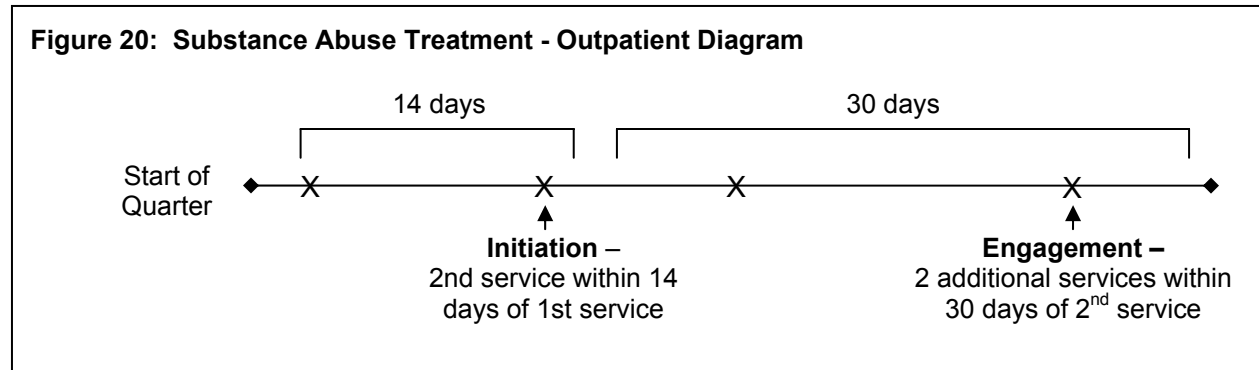 Figure 20: Substance Abuse Treatment - Outpatient Diagram
14 days
30 days
Start of
Quarter
X X X X
Initiation –
2nd service within 14
days of 1st service
Engagement –
2 additional services within
30 days of 2nd service